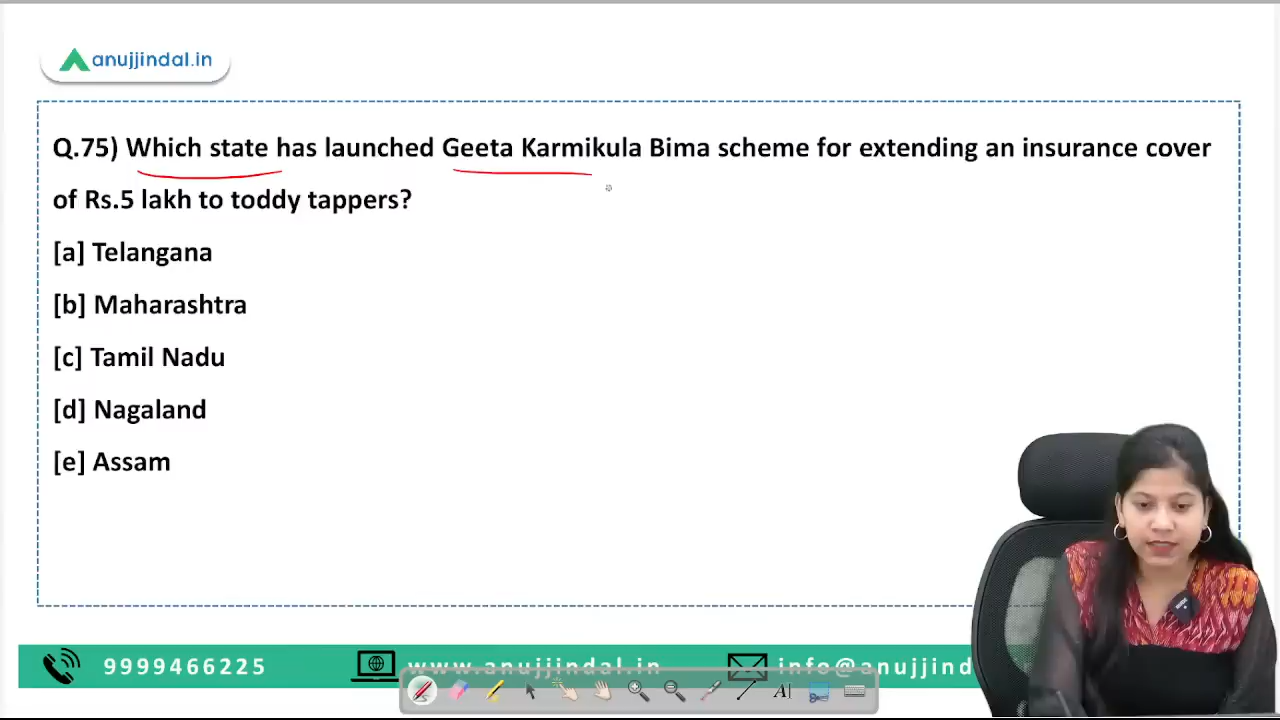 anujjindal.in
Q.75) Which state has launched Geeta Karmikula Bima scheme for extending an insurance cover
of Rs.5 lakh to toddy tappers?
[a] Telangana
[b] Maharashtra
[c] Tamil Nadu
[d] Nagaland
[e] Assam
9999466225 www.anujjindal.in info@anujjind
A